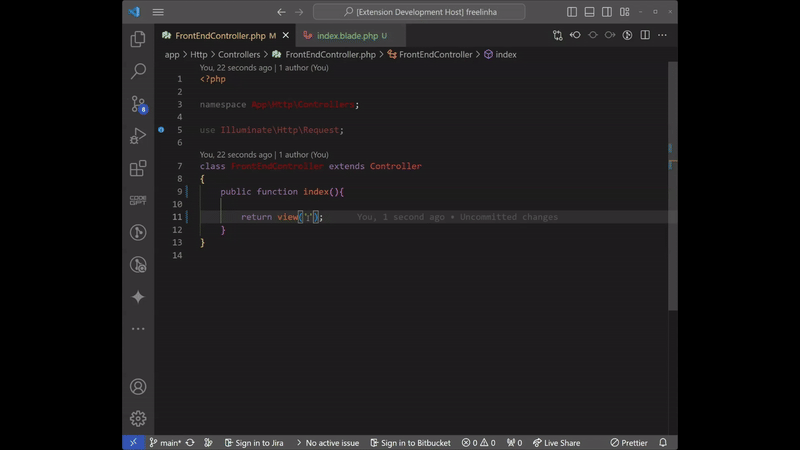 [Extension Development Host] freelinha
FrontEndController.php M
index.blade.php U
app > Http > Controllers > FrontEndController.php > FrontEndController > index
You, 22 seconds ago | 1 author (You)
1 <?php
2
3 namespace App\Http\Controllers;
4
5 use Illuminate\Http\Request;
6
You, 22 seconds ago | 1 author (You)
7 class FrontEndController extends Controller
8 {
9 public function index(){
10
11 return view(''); You, 1 second ago • Uncommitted changes
12 }
13 }
14
6
CODE
GPT
main* Sign in to Jira No active issue Sign in to Bitbucket 0 0 0 Live Share Prettier